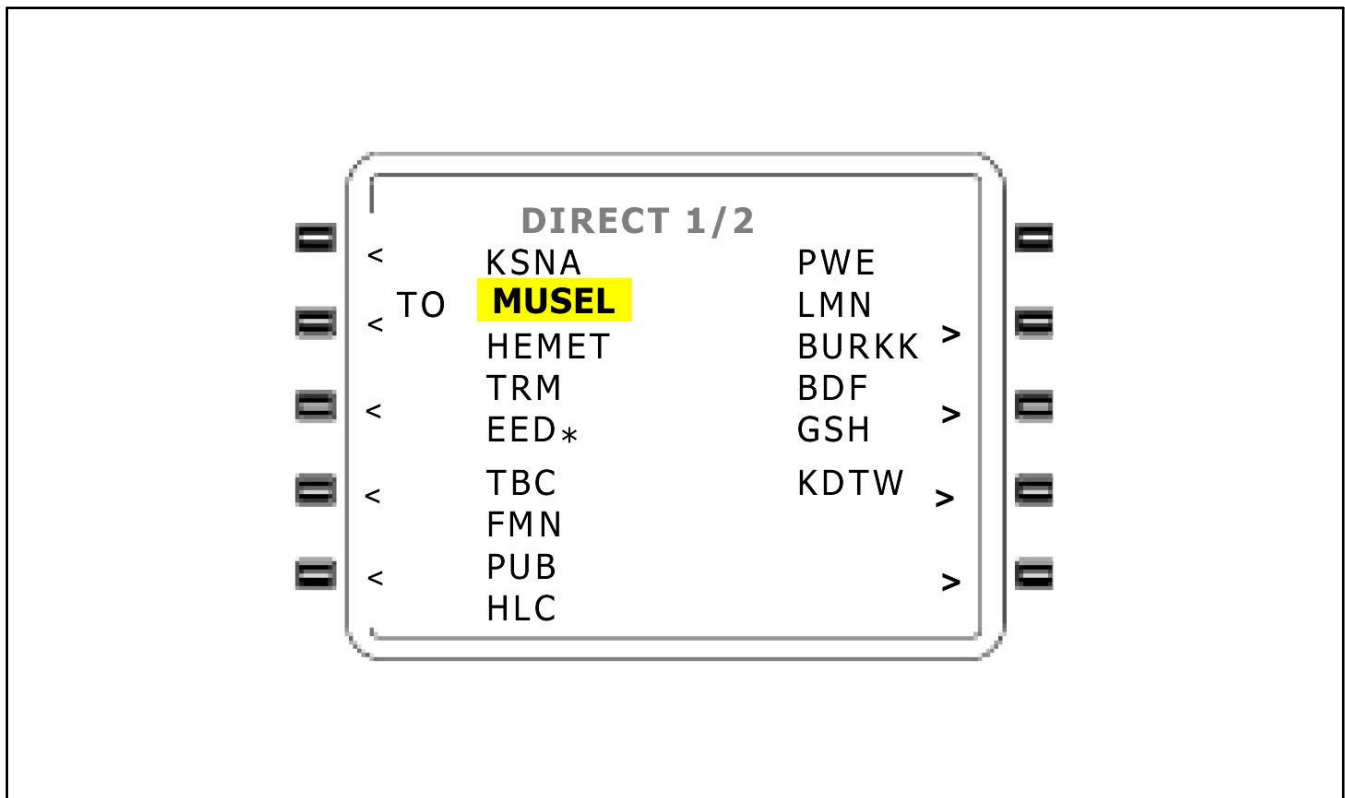 DIRECT 1/2
< KSNA PWE
< TO MUSEL LMN
HEMET BURKK >
TRM BDF
< EED* GSH >
< TBC KDTW >
FMN
< PUB >
HLC